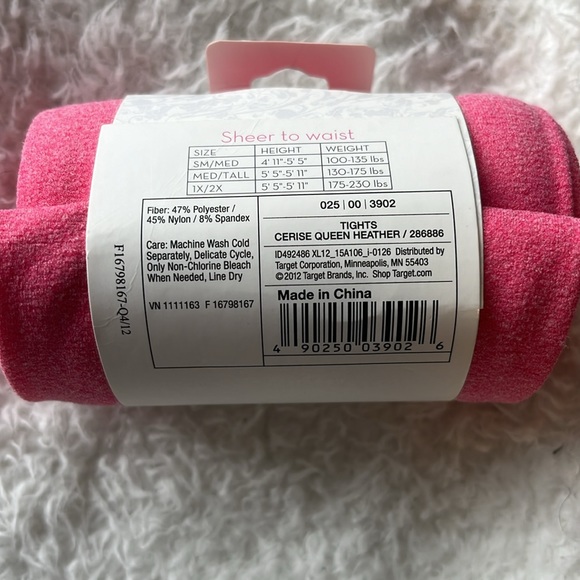 Sheer to waist
SIZE HEIGHT WEIGHT
SM/MED 4' 11"-5' 5" 100-135 lbs
MED/TALL 5' 5"-5' 11" 130-175 lbs
1X/2X 5' 5"-5' 11" 175-230 lbs
Fiber: 47% Polyester /
45% Nylon / 8% Spandex
Care: Machine Wash Cold
Separately, Delicate Cycle,
Only Non-Chlorine Bleach
When Needed, Line Dry
VN 1111163 F 16798167
F16798167-Q4/12
025 | 00 | 3902
TIGHTS
CERISE QUEEN HEATHER / 286886
ID492486 XL12_15A106_i-0126 Distributed by
Target Corporation, Minneapolis, MN 55403
©2012 Target Brands, Inc. Shop Target.com
Made in China
4 90250 03902 6